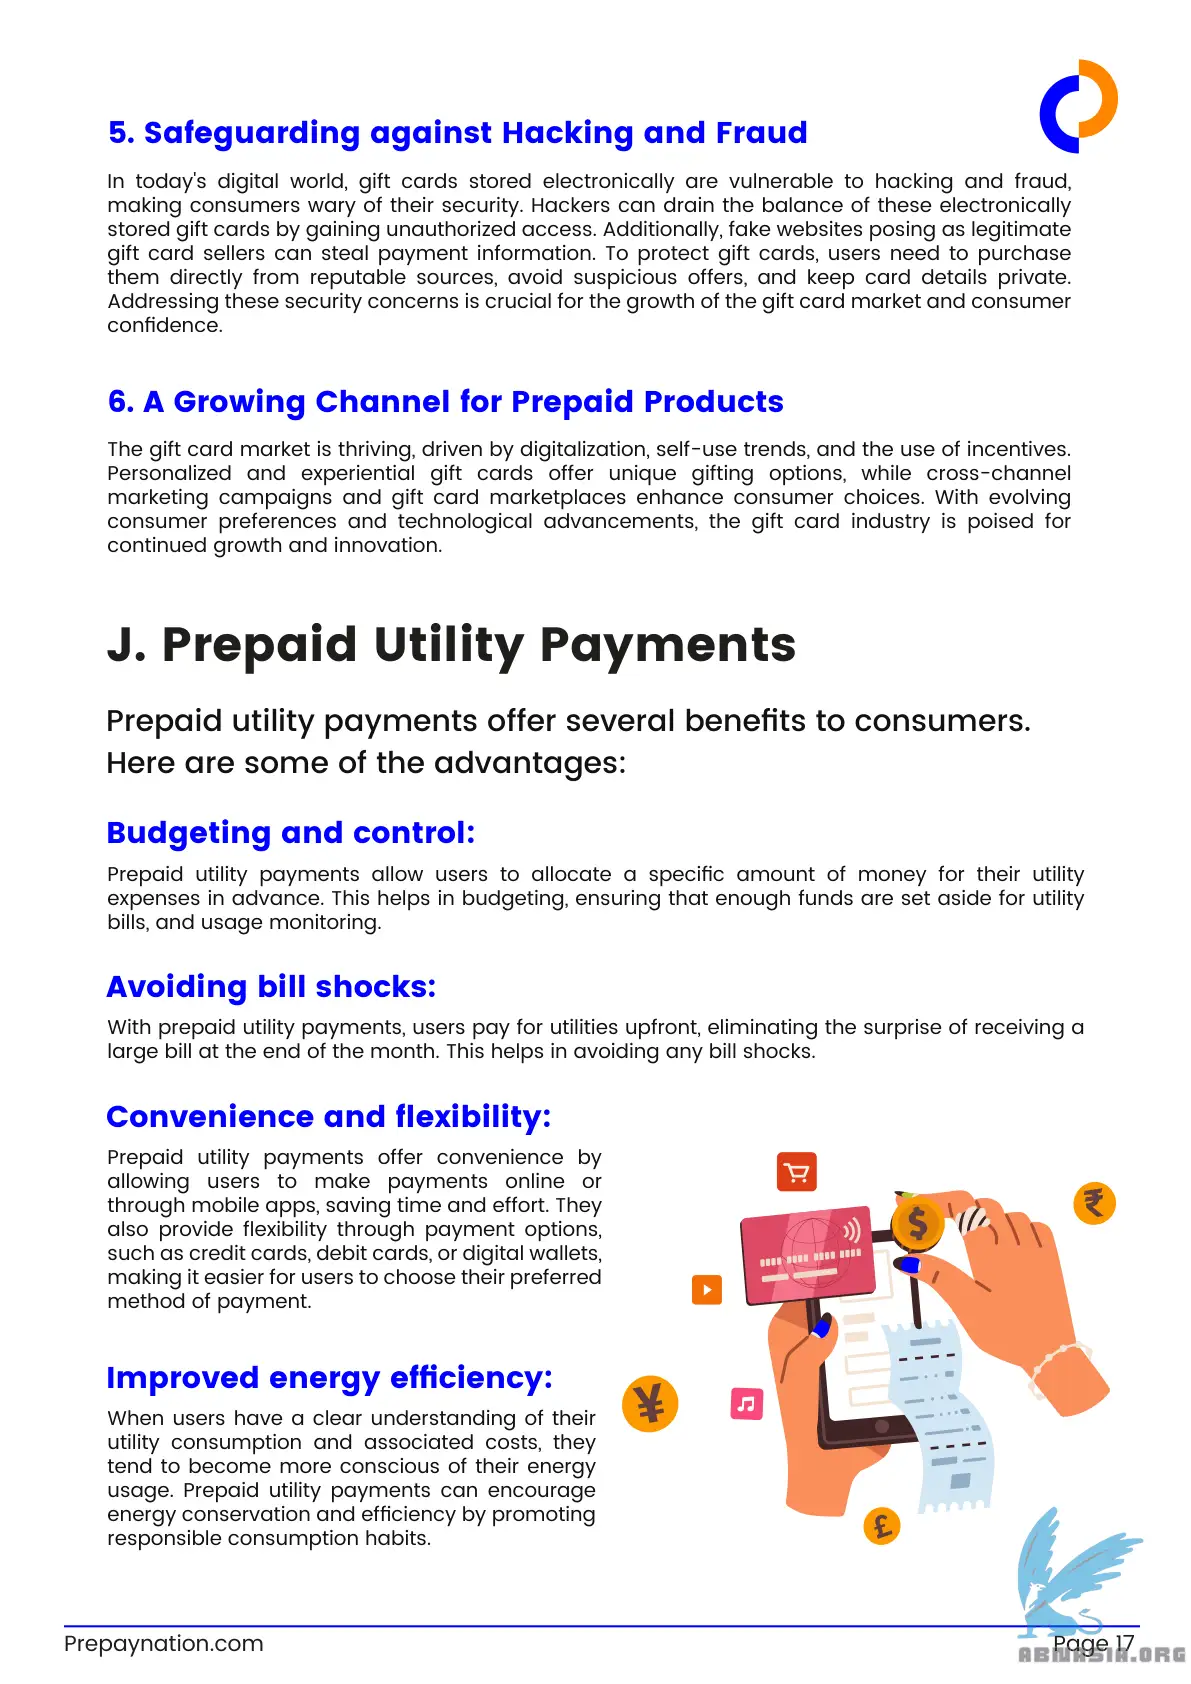 5. Safeguarding against Hacking and Fraud
In today's digital world, gift cards stored electronically are vulnerable to hacking and fraud,
making consumers wary of their security. Hackers can drain the balance of these electronically
stored gift cards by gaining unauthorized access. Additionally, fake websites posing as legitimate
gift card sellers can steal payment information. To protect gift cards, users need to purchase
them directly from reputable sources, avoid suspicious offers, and keep card details private.
Addressing these security concerns is crucial for the growth of the gift card market and consumer
confidence.
6. A Growing Channel for Prepaid Products
The gift card market is thriving, driven by digitalization, self-use trends, and the use of incentives.
Personalized and experiential gift cards offer unique gifting options, while cross-channel
marketing campaigns and gift card marketplaces enhance consumer choices. With evolving
consumer preferences and technological advancements, the gift card industry is poised for
continued growth and innovation.
J. Prepaid Utility Payments
Prepaid utility payments offer several benefits to consumers.
Here are some of the advantages:
Budgeting and control:
Prepaid utility payments allow users to allocate a specific amount of money for their utility
expenses in advance. This helps in budgeting, ensuring that enough funds are set aside for utility
bills, and usage monitoring.
Avoiding bill shocks:
With prepaid utility payments, users pay for utilities upfront, eliminating the surprise of receiving a
large bill at the end of the month. This helps in avoiding any bill shocks.
Convenience and flexibility:
Prepaid utility payments offer convenience by
allowing users to make payments online or
through mobile apps, saving time and effort. They
also provide flexibility through payment options,
such as credit cards, debit cards, or digital wallets,
making it easier for users to choose their preferred
method of payment.
Improved energy efficiency:
When users have a clear understanding of their
utility consumption and associated costs, they
tend to become more conscious of their energy
usage. Prepaid utility payments can encourage
energy conservation and efficiency by promoting
responsible consumption habits.
$
₹
¥
£
Prepaynation.com
Page 17
ABNASIA.ORG